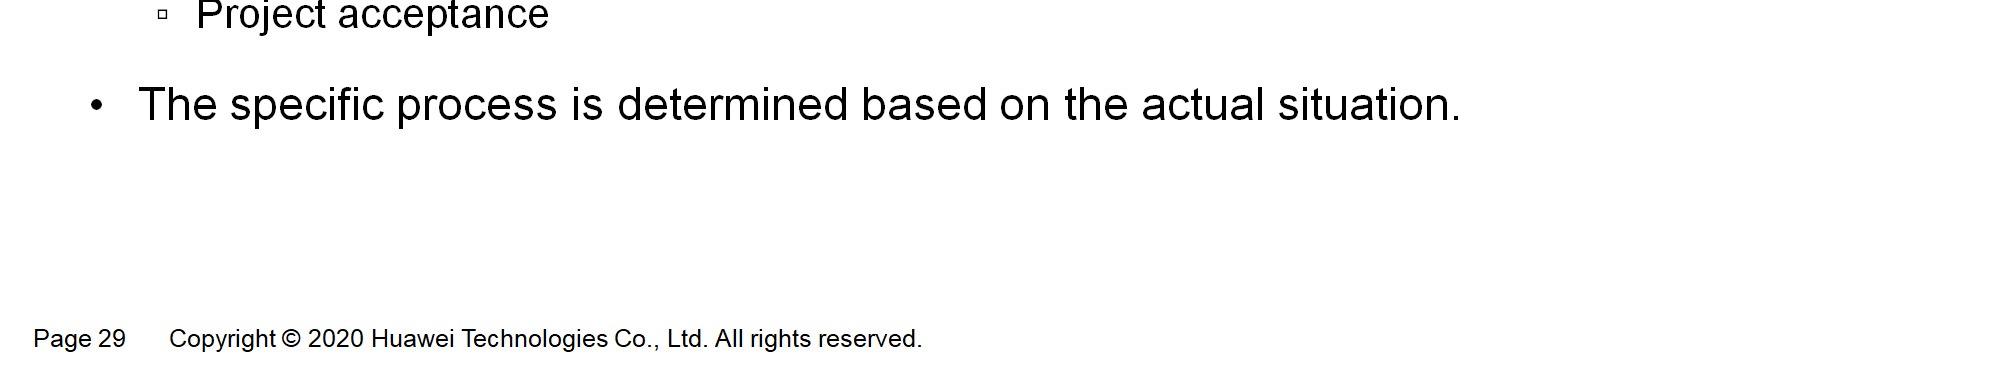 ▫ Project acceptance
• The specific process is determined based on the actual situation.
Page 29 Copyright © 2020 Huawei Technologies Co., Ltd. All rights reserved.